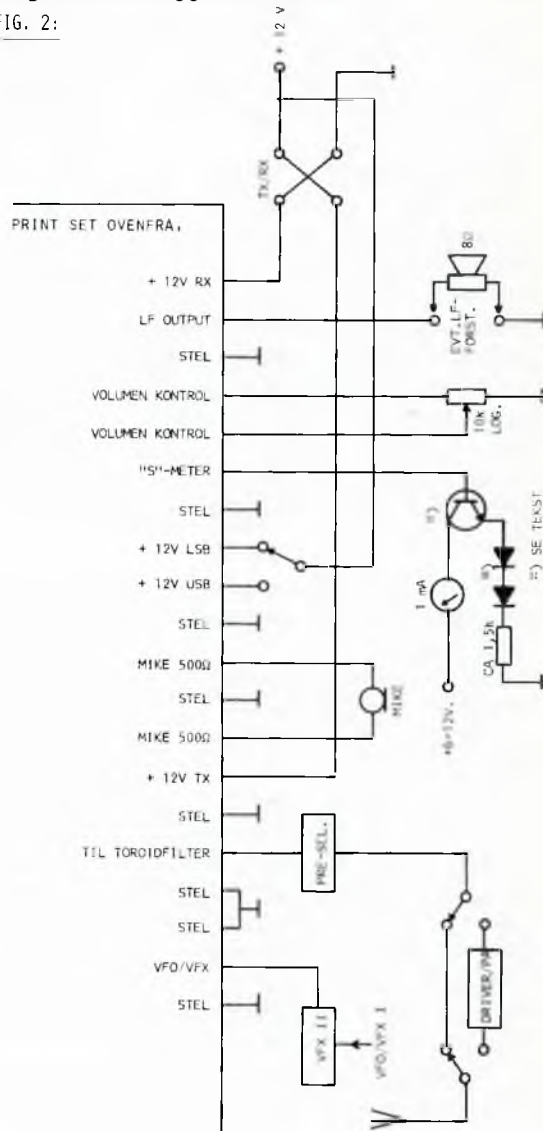 FIG. 2:
+ 12 V
TX/RX
PRINT SET OVENFRA,
+ 12V RX
LF OUTPUT
8Ω
EVT.LF-
FORST.
STEL
VOLUMEN KONTROL
VOLUMEN KONTROL
10k
LOG.
"S"-METER
STEL
+ 12V LSB
+ 12V USB
STEL
1 mA
CA 1,5k
=) SE TEKST
=)
=)
MIKE 500Ω
STEL
MIKE 500Ω
MIKE
+6-12V.
+ 12V TX
STEL
TIL TOROIDFILTER
PRE-SEL.
STEL
STEL
VFO/VFX
STEL
VFX II
VFO/VFX I
DRIVER/PA